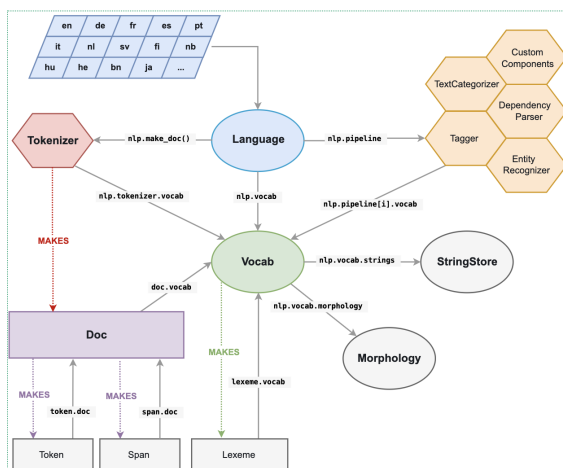 en de fr es pt
it nl sv fi nb
hu he bn ja ...
Custom
Components
TextCategorizer
Dependency
Parser
Tokenizer
nlp.make_doc()
Language
nlp.pipeline
Tagger
Entity
Recognizer
nlp.tokenizer.vocab
nlp.vocab
nlp.pipeline[i].vocab
MAKES
Vocab
nlp.vocab.strings
StringStore
doc.vocab
nlp.vocab.morphology
Doc
MAKES
Morphology
MAKES
MAKES
token.doc
span.doc
lexeme.vocab
Token
Span
Lexeme